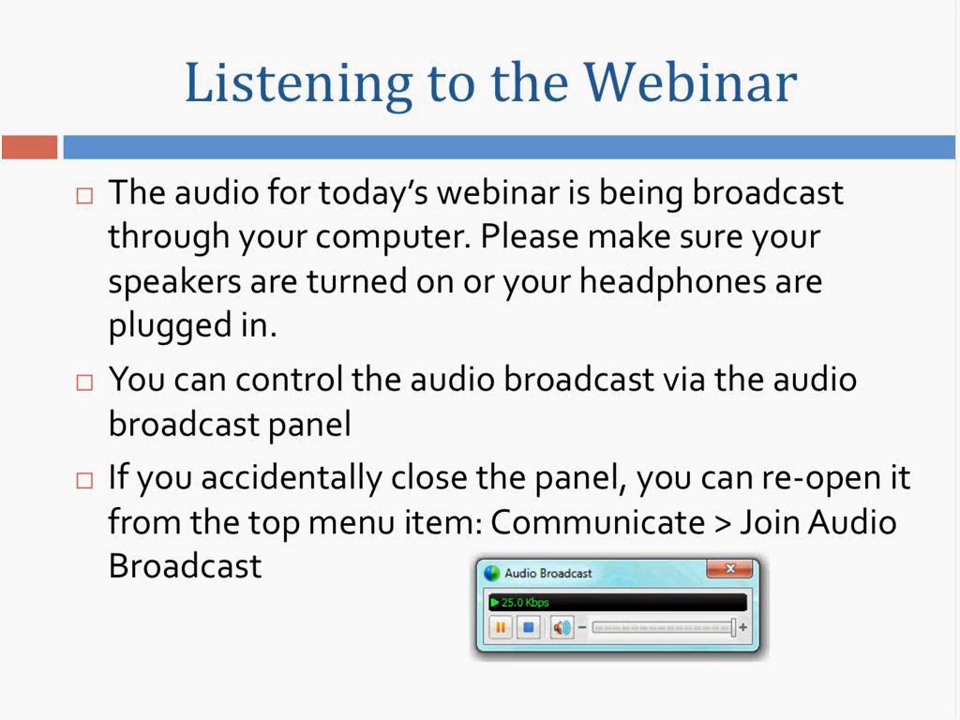 Listening to the Webinar
The audio for today’s webinar is being broadcast
through your computer. Please make sure your
speakers are turned on or your headphones are
plugged in.
You can control the audio broadcast via the audio
broadcast panel
If you accidentally close the panel, you can re-open it
from the top menu item: Communicate > Join Audio
Broadcast
Audio Broadcast
25.0 Kbps